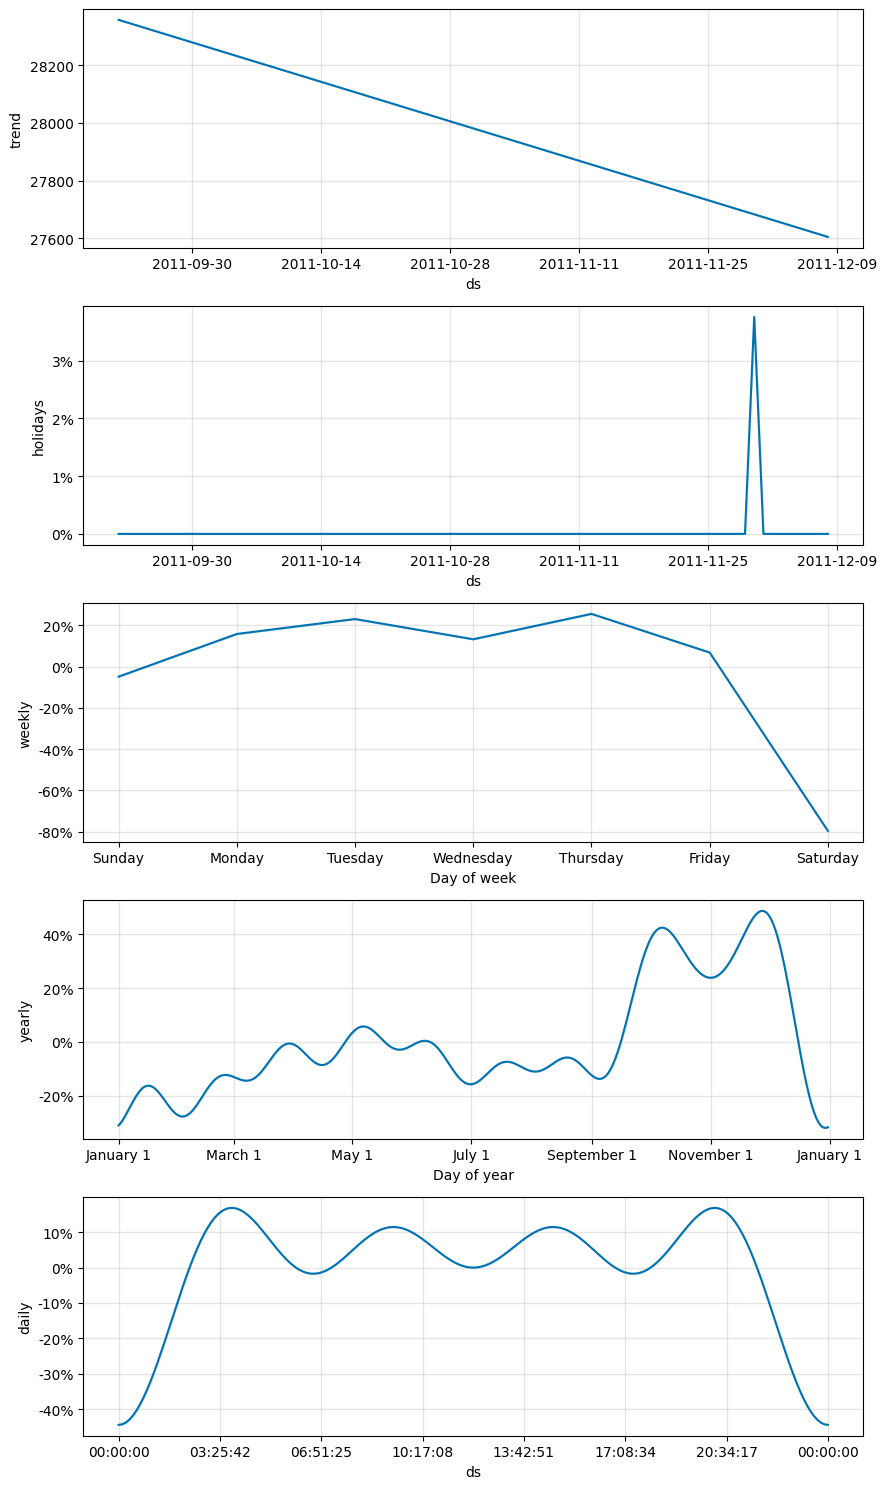 28200
28000
27800
27600
trend
2011-09-30 2011-10-14 2011-10-28 2011-11-11 2011-11-25 2011-12-09
ds
3%
2%
1%
0%
holidays
2011-09-30 2011-10-14 2011-10-28 2011-11-11 2011-11-25 2011-12-09
ds
20%
0%
-20%
-40%
-60%
-80%
weekly
Sunday Monday Tuesday Wednesday Thursday Friday Saturday
Day of week
40%
20%
0%
-20%
yearly
January 1 March 1 May 1 July 1 September 1 November 1 January 1
Day of year
10%
0%
-10%
-20%
-30%
-40%
daily
00:00:00 03:25:42 06:51:25 10:17:08 13:42:51 17:08:34 20:34:17 00:00:00
ds